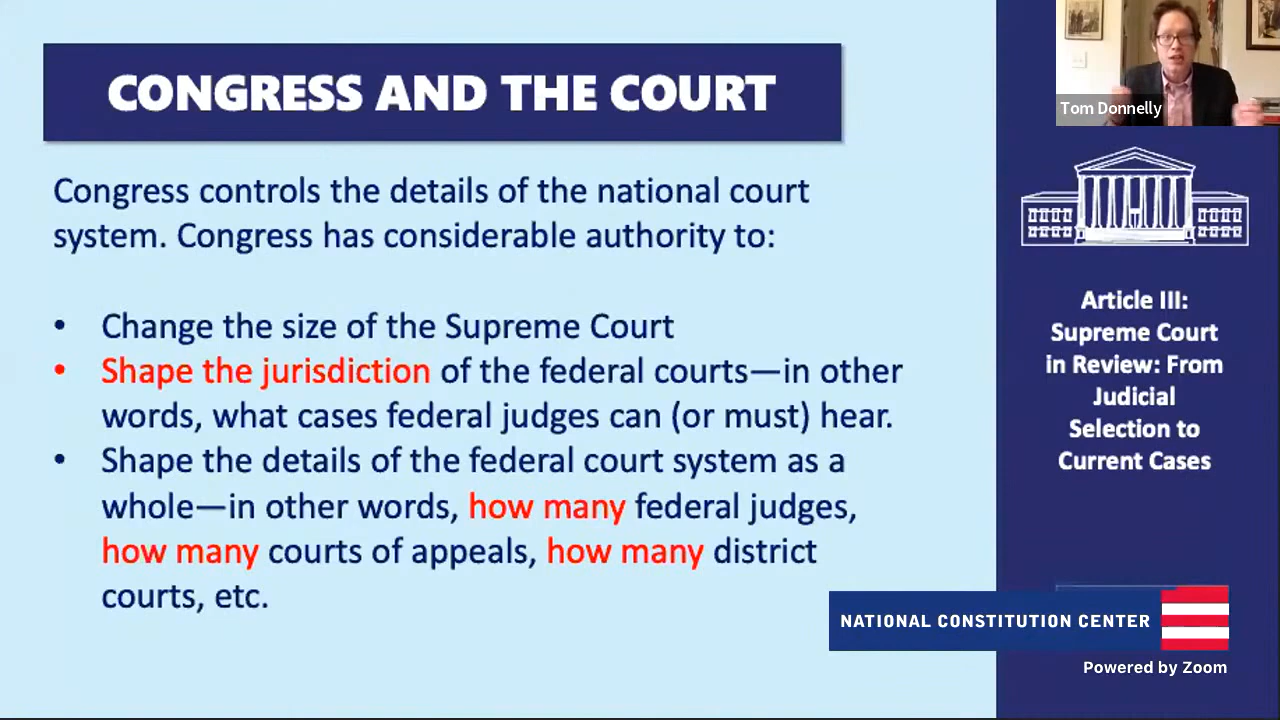 CONGRESS AND THE COURT
Congress controls the details of the national court
system. Congress has considerable authority to:
• Change the size of the Supreme Court
• Shape the jurisdiction of the federal courts—in other
words, what cases federal judges can (or must) hear.
• Shape the details of the federal court system as a
whole—in other words, how many federal judges,
how many courts of appeals, how many district
courts, etc.
Tom Donnelly
Article III:
Supreme Court
in Review: From
Judicial
Selection to
Current Cases
NATIONAL CONSTITUTION CENTER
Powered by Zoom